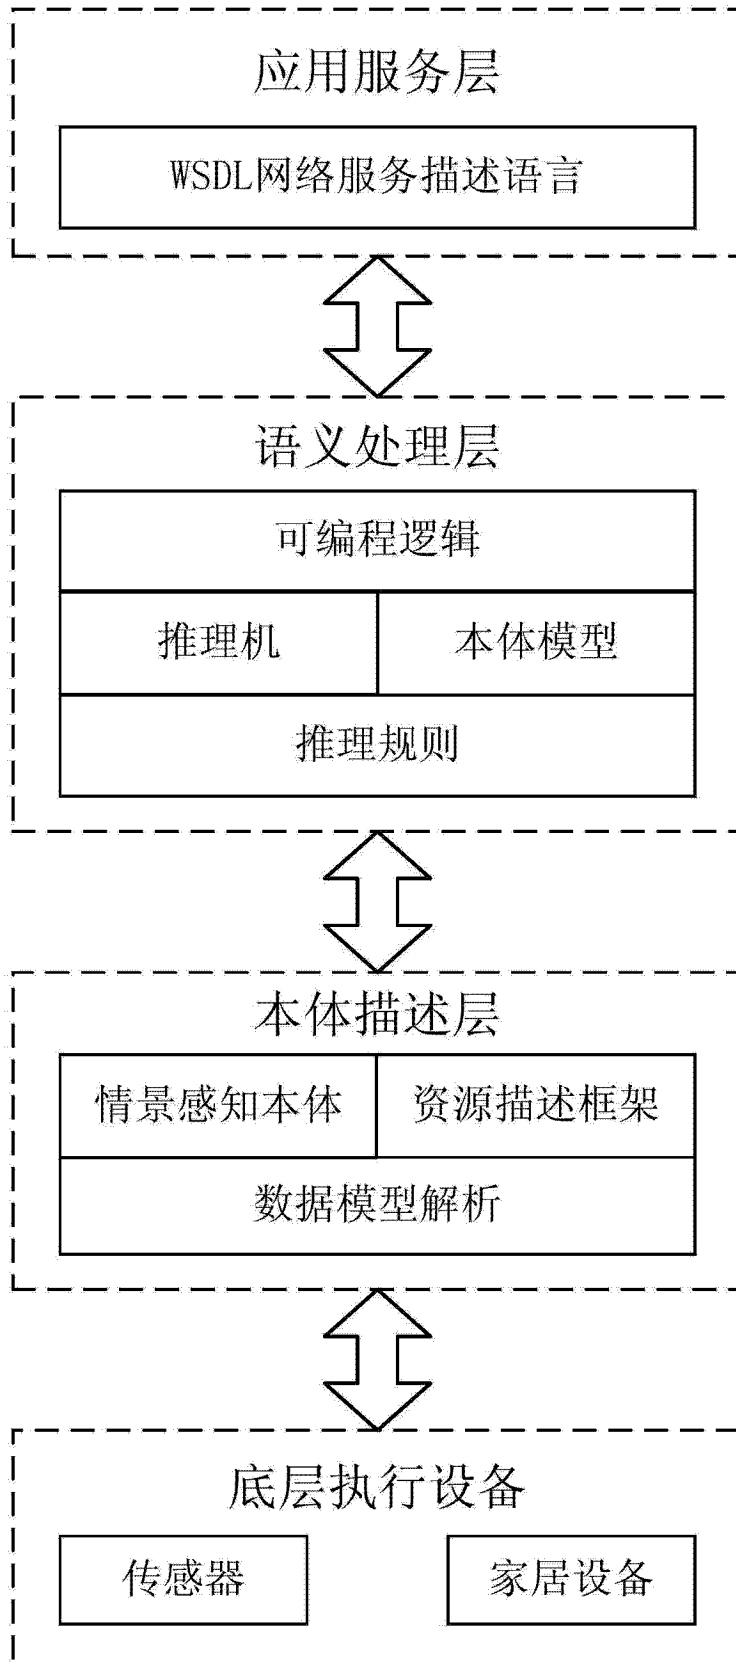 应用服务层
WSDL网络服务描述语言
语义处理层
可编程逻辑
推理机
本体模型
推理规则
本体描述层
情景感知本体
资源描述框架
数据模型解析
底层执行设备
传感器
家居设备